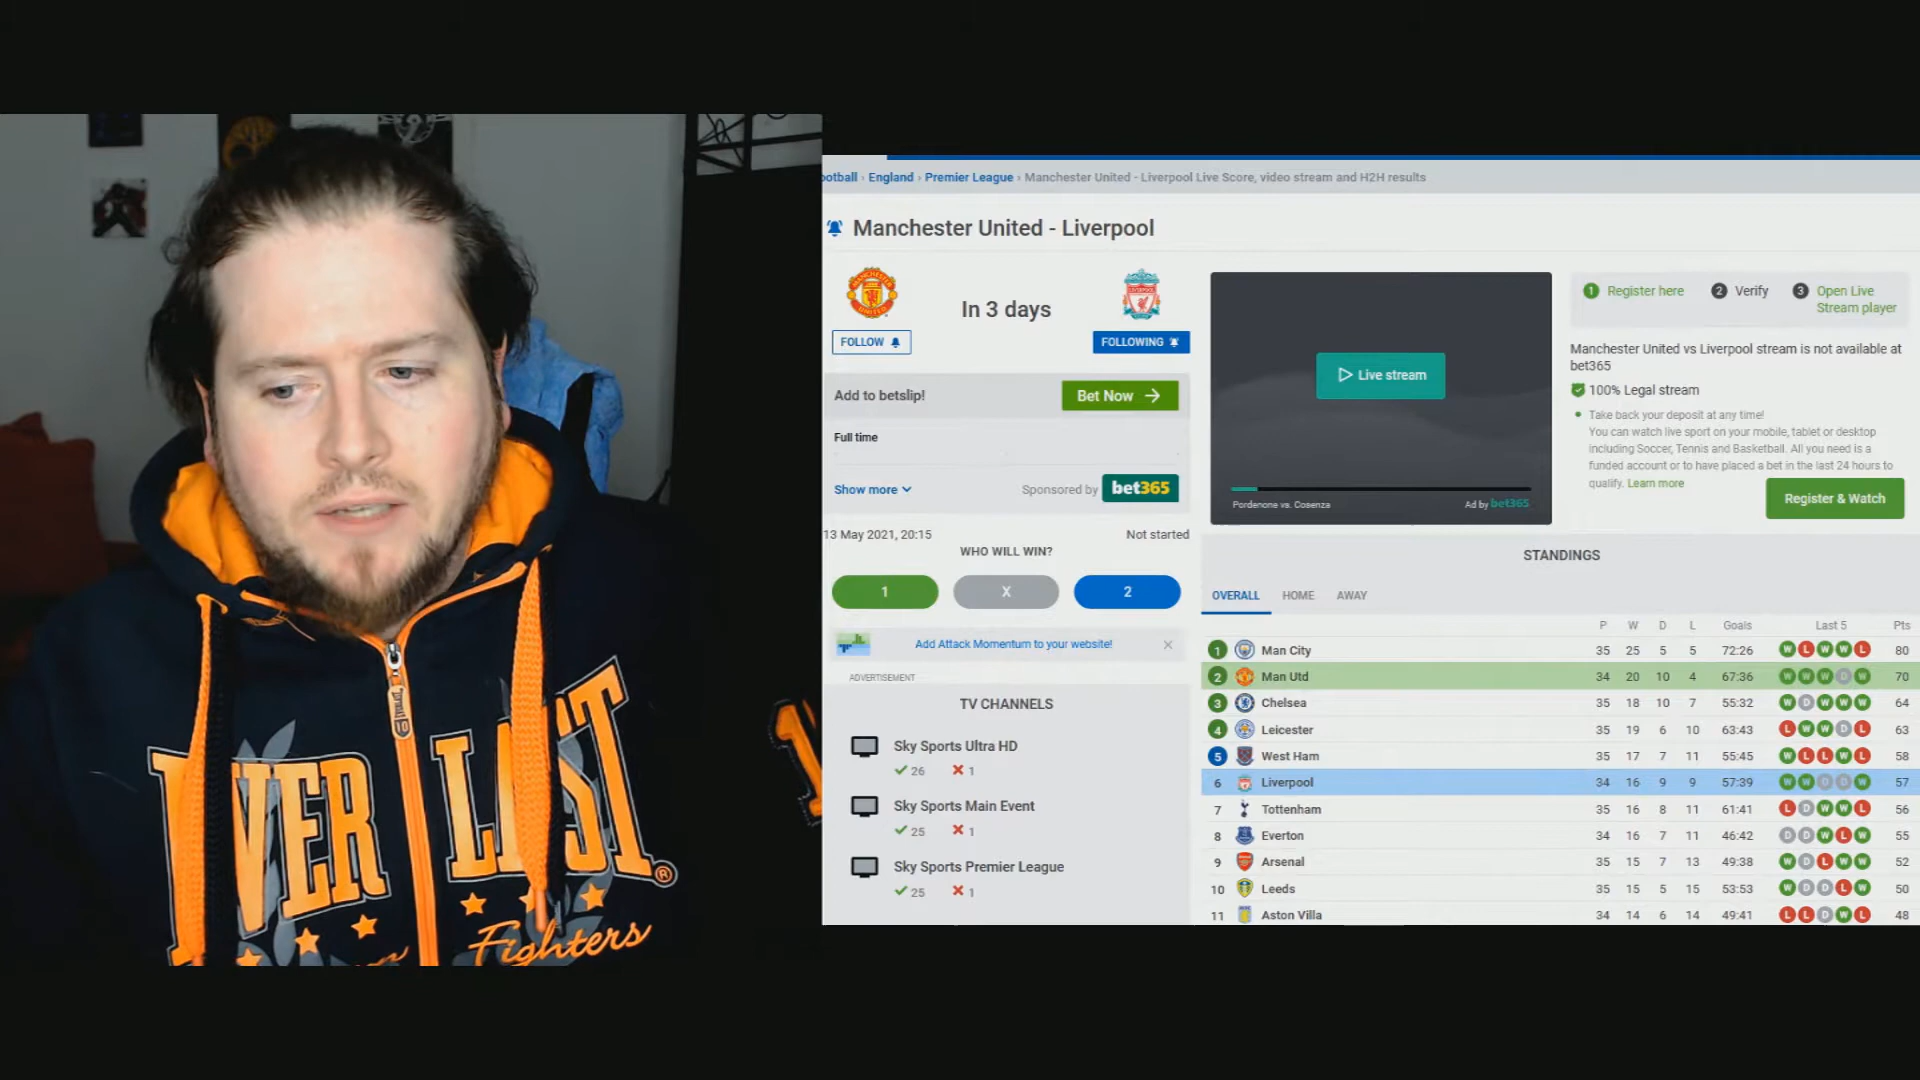 ootball › England › Premier League › Manchester United - Liverpool Live Score, video stream and H2H results
Manchester United - Liverpool
In 3 days
FOLLOW
FOLLOWING
Add to betslip!
Bet Now →
Full time
Show more
Sponsored by bet365
13 May 2021, 20:15
Not started
WHO WILL WIN?
1 X 2
Add Attack Momentum to your website!
ADVERTISEMENT
TV CHANNELS
Sky Sports Ultra HD
26 1
Sky Sports Main Event
25 1
Sky Sports Premier League
25 1
Live stream
Pordenone vs. Cosenza
Ad by bet365
1 Register here 2 Verify 3 Open Live
Stream player
Manchester United vs Liverpool stream is not available at
bet365
100% Legal stream
Take back your deposit at any time!
You can watch live sport on your mobile, tablet or desktop
including Soccer, Tennis and Basketball. All you need is a
funded account or to have placed a bet in the last 24 hours to
qualify. Learn more
Register & Watch
STANDINGS
OVERALL HOME AWAY
P W D L Goals Last 5 Pts
1 Man City 35 25 5 5 72:26 W L W W L 80
2 Man Utd 34 20 10 4 67:36 W W W D W 70
3 Chelsea 35 18 10 7 55:32 W D W W W 64
4 Leicester 35 19 6 10 63:43 L W W D L 63
5 West Ham 35 17 7 11 55:45 W L L W L 58
6 Liverpool 34 16 9 9 57:39 W W D D W 57
7 Tottenham 35 16 8 11 61:41 L D W W L 56
8 Everton 34 16 7 11 46:42 D D W L W 55
9 Arsenal 35 15 7 13 49:38 W D L W W 52
10 Leeds 35 15 5 15 53:53 W D D L W 50
11 Aston Villa 34 14 6 14 49:41 L L D W L 48
EVERLAST
Fighters